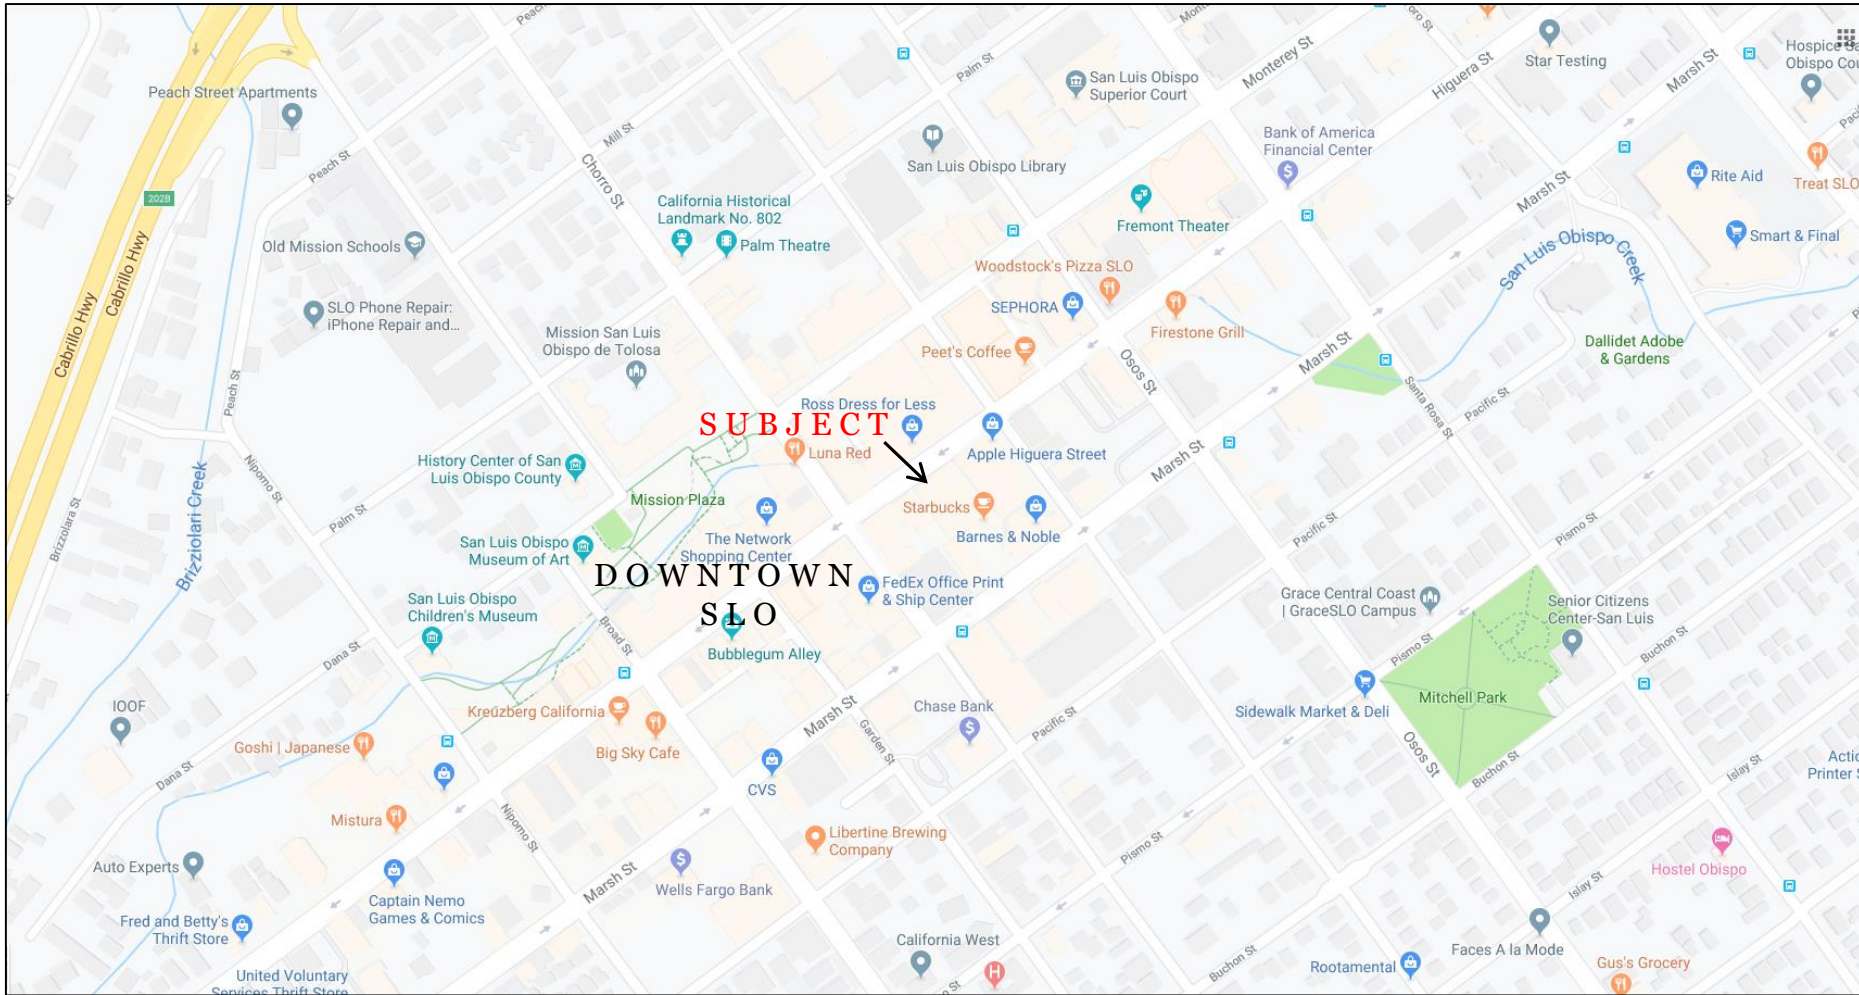 Peach
Monterey St
Higuera St
Star Testing
Marsh St
Hospice
Obispo
Palm St
San Luis Obispo
Superior Court
Peach Street Apartments
Mill St
Bank of America
Financial Center
Peach St
Chorro St
San Luis Obispo Library
Rite Aid
Treat SLO
202B
California Historical
Landmark No. 802
Palm Theatre
Fremont Theater
Marsh St
Smart & Final
San Luis Obispo Creek
Old Mission Schools
Cabrillo Hwy
Cabrillo Hwy
Woodstock's Pizza SLO
SEPHORA
Firestone Grill
SLO Phone Repair:
iPhone Repair and...
Mission San Luis
Obispo de Tolosa
Peet's Coffee
Osos St
Marsh St
Dallidet Adobe
& Gardens
Santa Rosa St
Pacific St
Peach St
Ross Dress for Less
SUBJECT
Luna Red
Apple Higuera Street
Marsh St
History Center of San
Luis Obispo County
Nipomo St
Mission Plaza
Brizziolari Creek
Brizzolara St
Palm St
Starbucks
Barnes & Noble
Pacific St
Pismo St
San Luis Obispo
Museum of Art
The Network
Shopping Center
DOWNTOWN
SLO
FedEx Office Print
& Ship Center
Grace Central Coast
| GraceSLO Campus
Senior Citizens
Center-San Luis
San Luis Obispo
Children's Museum
Broad St
Bubblegum Alley
Pismo St
Buchon St
Dana St
IOOF
Kreuzberg California
Marsh St
Chase Bank
Pacific St
Garden St
Sidewalk Market & Deli
Mitchell Park
Goshi | Japanese
Big Sky Cafe
Osos St
Buchon St
Islay St
Dana St
CVS
Printer
Mistura
Nipomo St
Libertine Brewing
Company
Pismo St
Auto Experts
Marsh St
Wells Fargo Bank
Hostel Obispo
Islay St
Captain Nemo
Games & Comics
Fred and Betty's
Thrift Store
California West
Faces A la Mode
Buchon St
Rootamental
Gus's Grocery
United Voluntary
Services Thrift Store
H